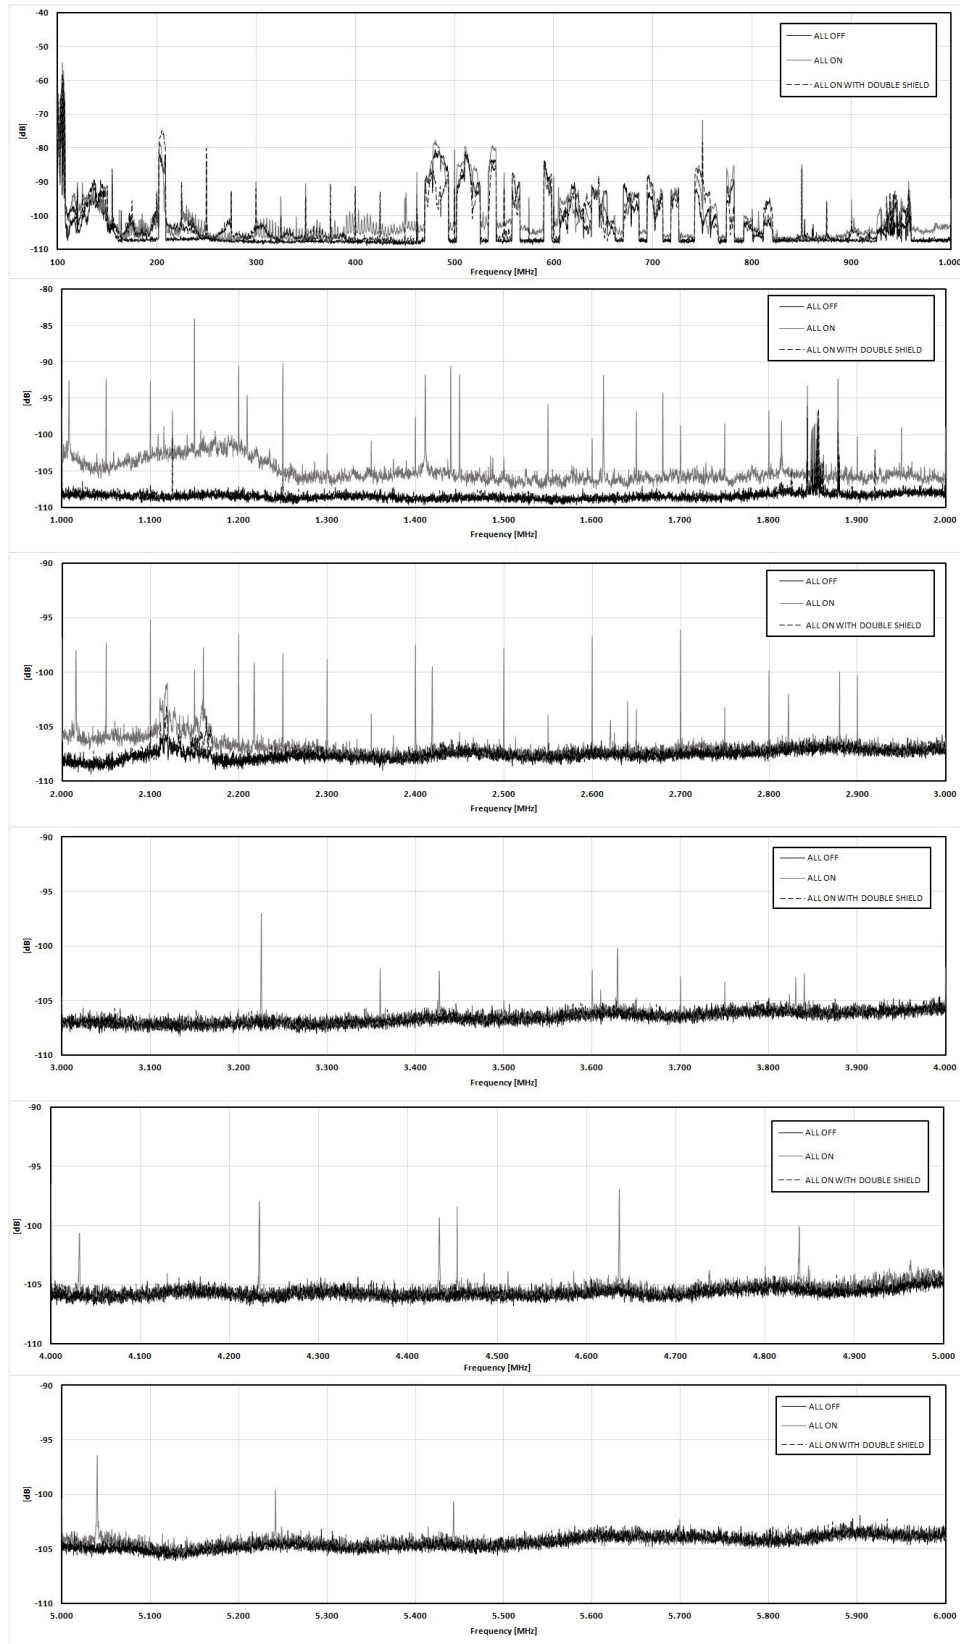 -40
-50
-60
-70
-80
-90
-100
-110
[dB]
ALL OFF
ALL ON
ALL ON WITH DOUBLE SHIELD
100 200 300 400 500 600 700 800 900 1.000
Frequency [MHz]
-80
-85
-90
-95
-100
-105
-110
[dB]
ALL OFF
ALL ON
ALL ON WITH DOUBLE SHIELD
1.000 1.100 1.200 1.300 1.400 1.500 1.600 1.700 1.800 1.900 2.000
Frequency [MHz]
-90
-95
-100
-105
-110
[dB]
ALL OFF
ALL ON
ALL ON WITH DOUBLE SHIELD
2.000 2.100 2.200 2.300 2.400 2.500 2.600 2.700 2.800 2.900 3.000
Frequency [MHz]
-90
-95
-100
-105
-110
[dB]
ALL OFF
ALL ON
ALL ON WITH DOUBLE SHIELD
3.000 3.100 3.200 3.300 3.400 3.500 3.600 3.700 3.800 3.900 4.000
Frequency [MHz]
-90
-95
-100
-105
-110
[dB]
ALL OFF
ALL ON
ALL ON WITH DOUBLE SHIELD
4.000 4.100 4.200 4.300 4.400 4.500 4.600 4.700 4.800 4.900 5.000
Frequency [MHz]
-90
-95
-100
-105
-110
[dB]
ALL OFF
ALL ON
ALL ON WITH DOUBLE SHIELD
5.000 5.100 5.200 5.300 5.400 5.500 5.600 5.700 5.800 5.900 6.000
Frequency [MHz]